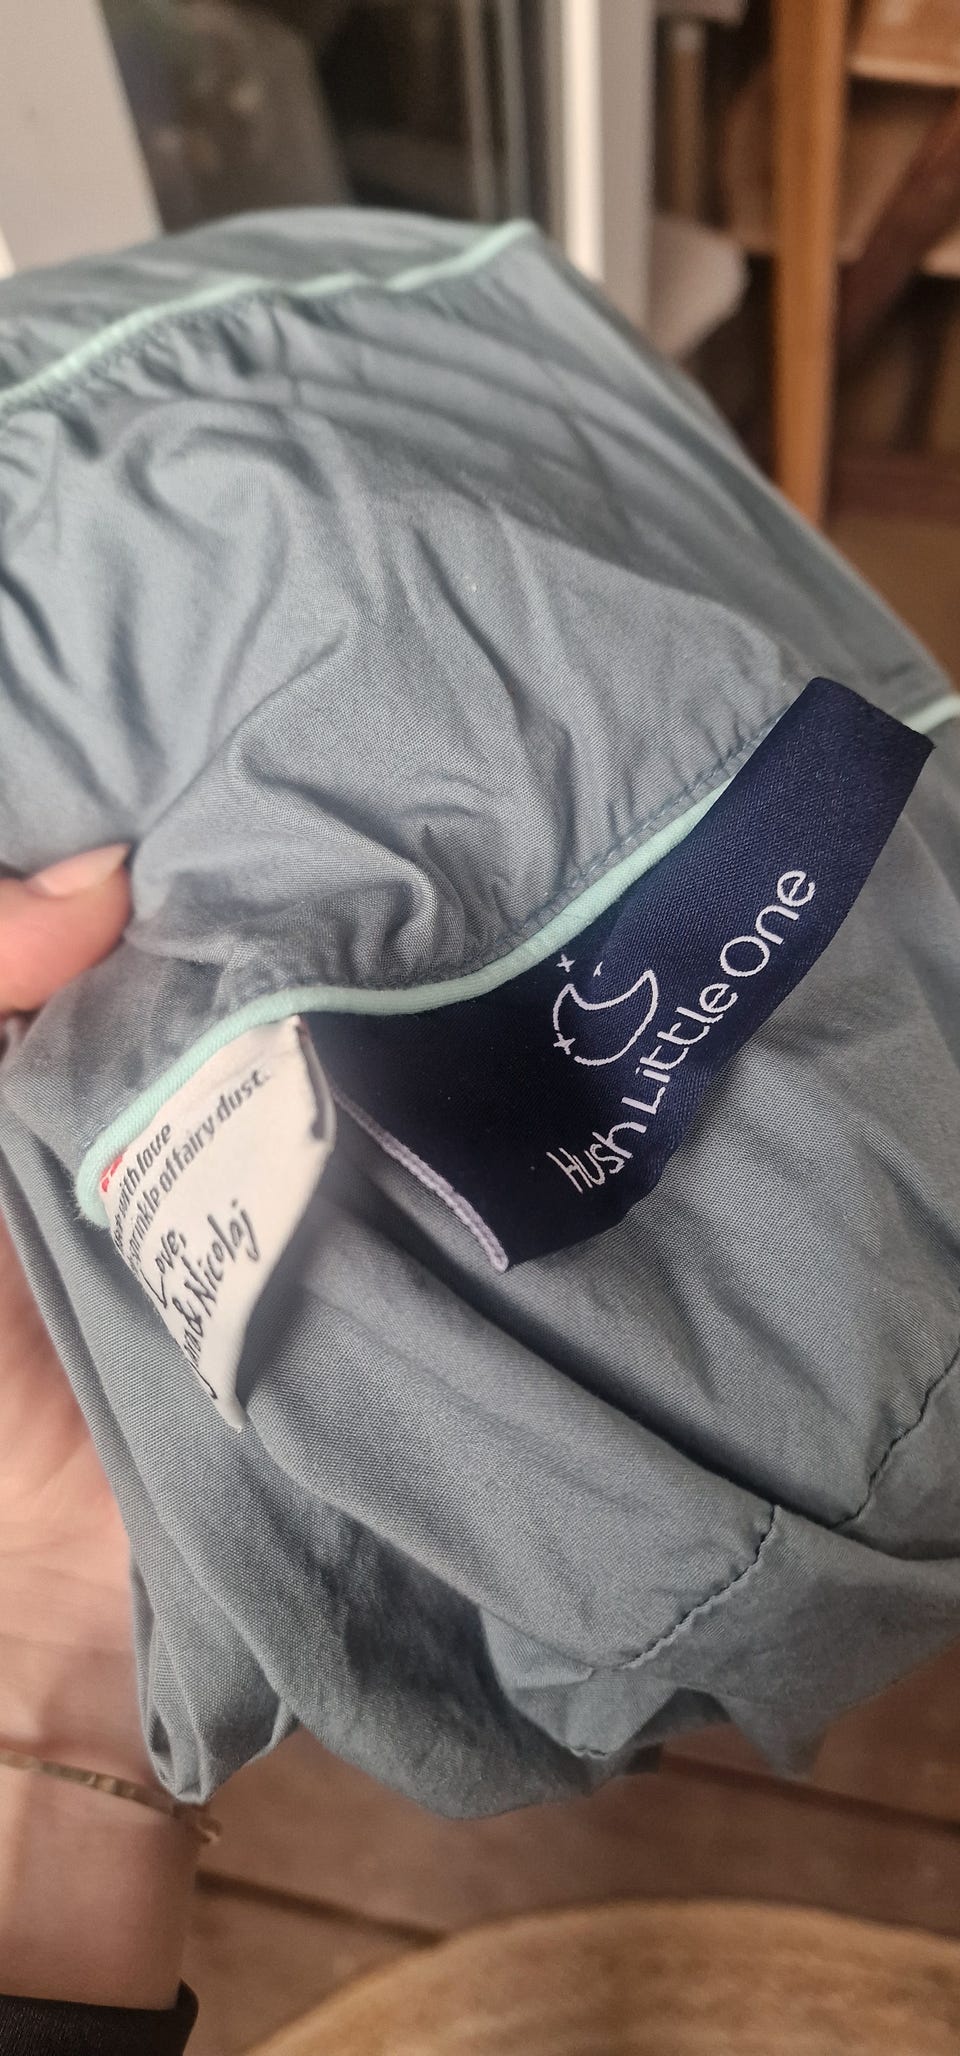 Hush Little One
with love
sprinkle of fairy dust.
Love,
& Nicolaj